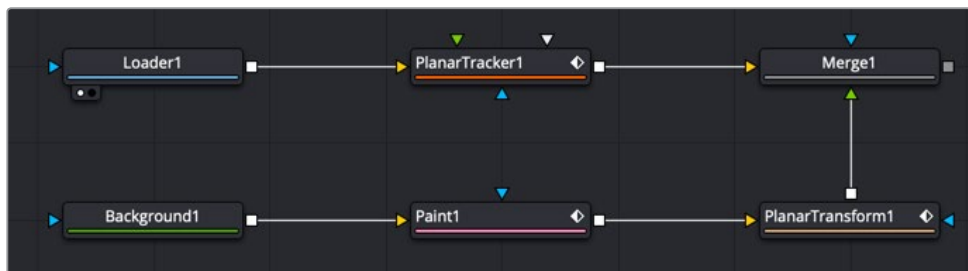 Loader1
PlanarTracker1
Merge1
Background1
Paint1
PlanarTransform1